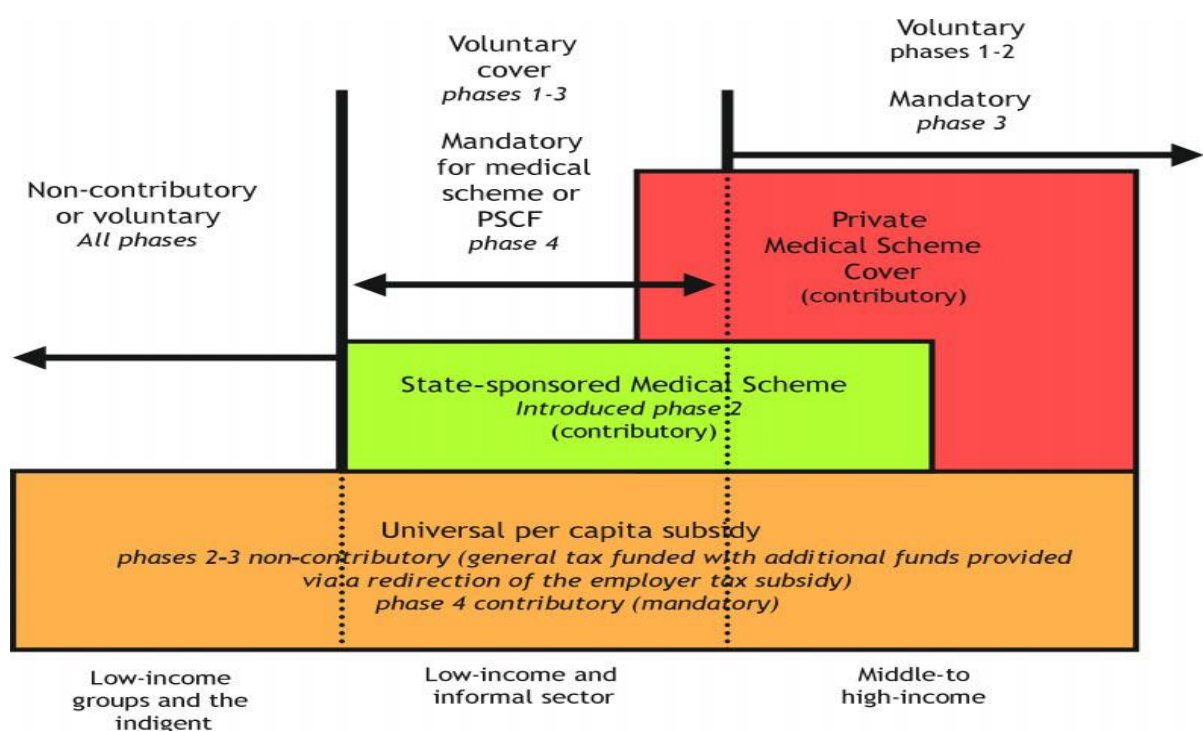 Non-contributory
or voluntary
All phases
Voluntary
cover
phases 1-3
Mandatory
for medical
scheme or
PSCF
phase 4
Voluntary
phases 1-2
Mandatory
phase 3
Private
Medical Scheme
Cover
(contributory)
State-sponsored Medical Scheme
Introduced phase 2
(contributory)
Universal per capita subsidy
phases 2-3 non-contributory (general tax funded with additional funds provided
via a redirection of the employer tax subsidy)
phase 4 contributory (mandatory)
Low-income
groups and the
indigent
Low-income and
informal sector
Middle-to
high-income